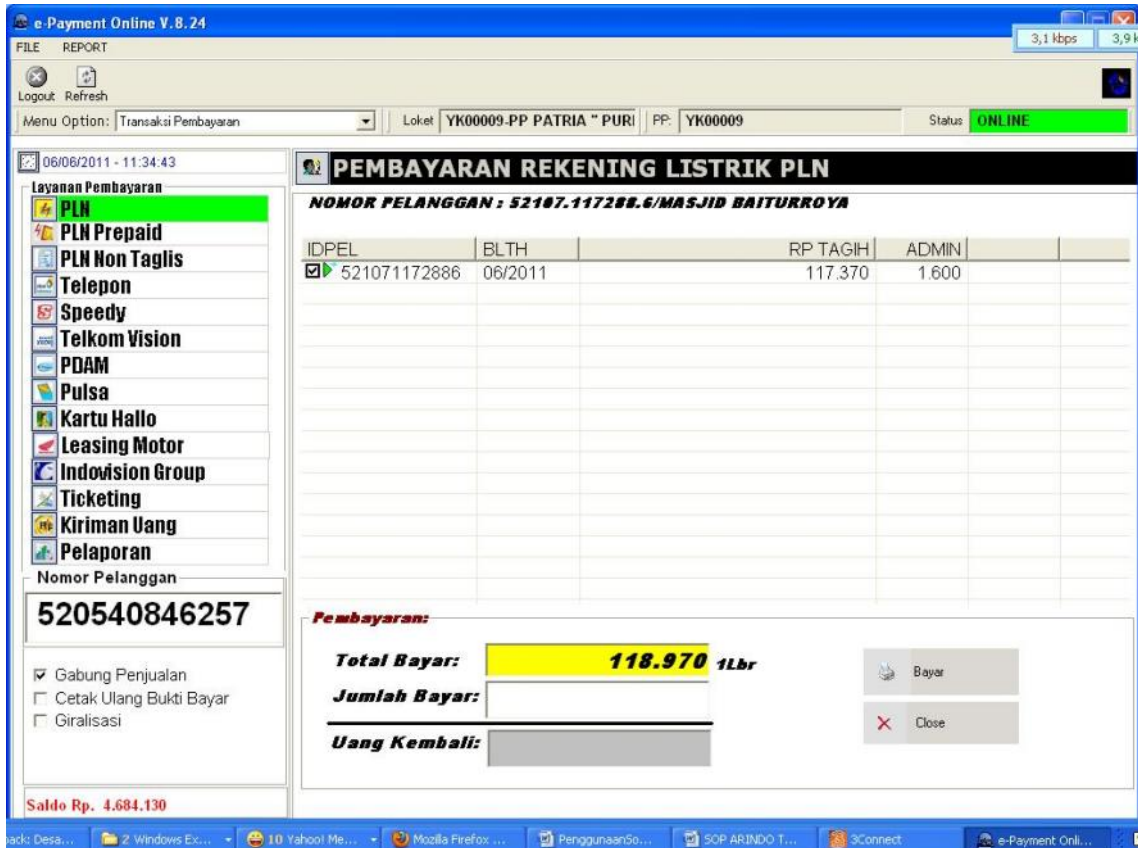 e-Payment Online V.8.24
FILE REPORT
3,1 kbps 3,9 k
Logout Refresh
Menu Option: Transaksi Pembayaran Loket YK00009-PP PATRIA " PURI PP: YK00009 Status ONLINE
06/06/2011 - 11:34:43
PEMBAYARAN REKENING LISTRIK PLN
Layanan Pembayaran
NOMOR PELANGGAN : 52107.117288.6/MASJID BAITURROYA
PLN
PLN Prepaid
PLN Non Taglis
Telepon
Speedy
Telkom Vision
PDAM
Pulsa
Kartu Hallo
Leasing Motor
Indovision Group
Ticketing
Kiriman Uang
Pelaporan
IDPEL BLTH RP TAGIH ADMIN
521071172886 06/2011 117.370 1.600
Nomor Pelanggan
520540846257
Gabung Penjualan
Cetak Ulang Bukti Bayar
Giralisasi
Saldo Rp. 4.684.130
Pembayaran:
Total Bayar: 118.970 1Lbr
Jumlah Bayar:
Uang Kembali:
Bayar
Close
back: Desa... 2 Windows Ex... 10 Yahoo! Me... Mozilla Firefox ... PenggunaanSo... SOP ARINDO T... 3Connect e-Payment Onli...